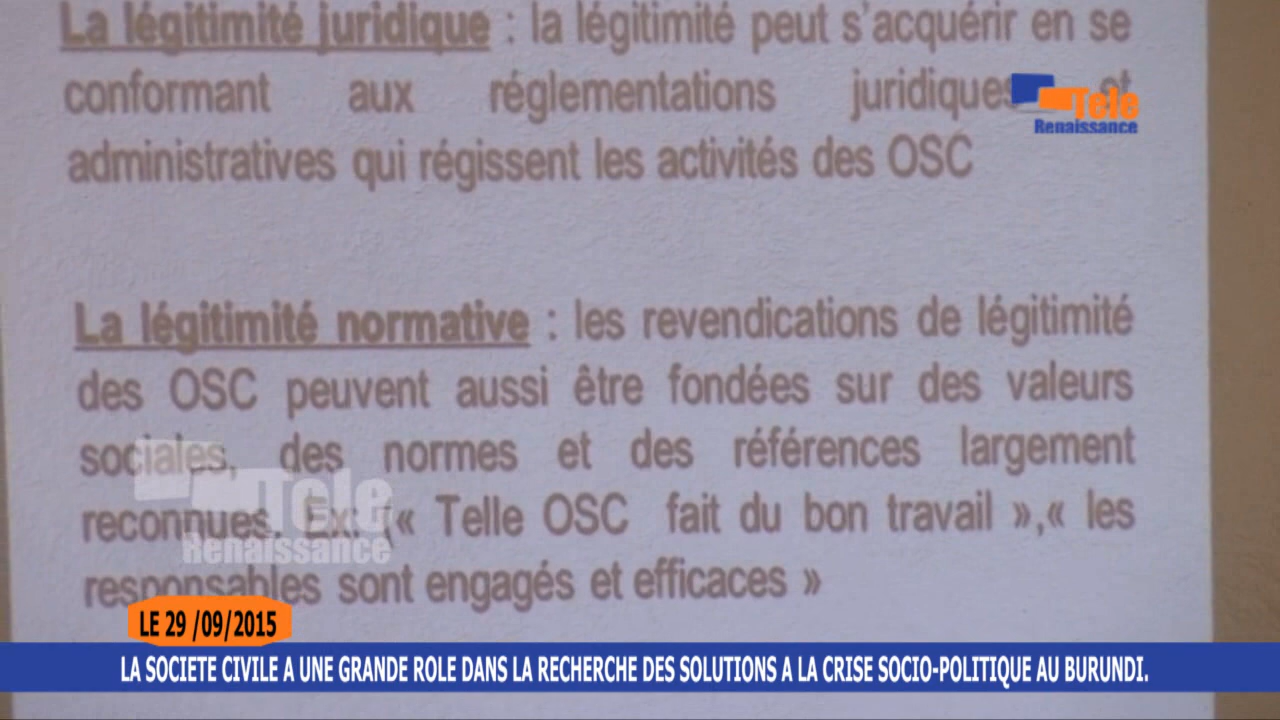 La légitimité juridique : la légitimité peut s'acquérir en se
conformant aux réglementations juridiques et
administratives qui régissent les activités des OSC
Tele
Renaissance
La légitimité normative : les revendications de légitimité
des OSC peuvent aussi être fondées sur des valeurs
sociales, des normes et des références largement
reconnues. Ex: (« Telle OSC fait du bon travail »,« les
responsables sont engagés et efficaces »
Tele
Renaissance
LE 29 /09/2015
LA SOCIETE CIVILE A UNE GRANDE ROLE DANS LA RECHERCHE DES SOLUTIONS A LA CRISE SOCIO-POLITIQUE AU BURUNDI.